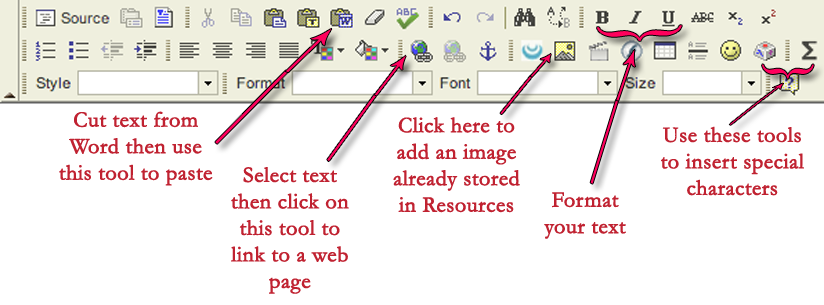 Source ABC B I U ABC x₂ x²
Σ
Style Format Font Size
Cut text from
Word then use
this tool to paste
Select text
then click on
this tool to
link to a web
page
Click here to
add an image
already stored
in Resources
Format
your text
Use these tools
to insert special
characters